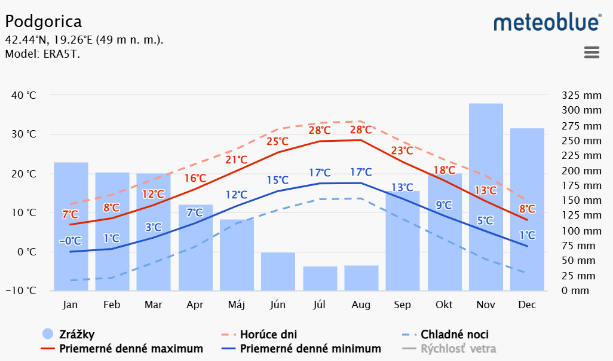 Podgorica
meteoblue®
42.44°N, 19.26°E (49 m n. m.).
Model: ERA5T.
40 °C
30 °C
20 °C
10 °C
0 °C
-10 °C
325 mm
300 mm
275 mm
250 mm
225 mm
200 mm
175 mm
150 mm
125 mm
100 mm
75 mm
50 mm
25 mm
0 mm
7°C 8°C 12°C 16°C 21°C 25°C 28°C 28°C 23°C 18°C 13°C 8°C
-0°C 1°C 3°C 7°C 12°C 15°C 17°C 17°C 13°C 9°C 5°C 1°C
Jan Feb Mar Apr Máj Jún Júl Aug Sep Okt Nov Dec
Zrážky Horúce dni Chladné noci
Priemerné denné maximum Priemerné denné minimum Rýchlosť vetra